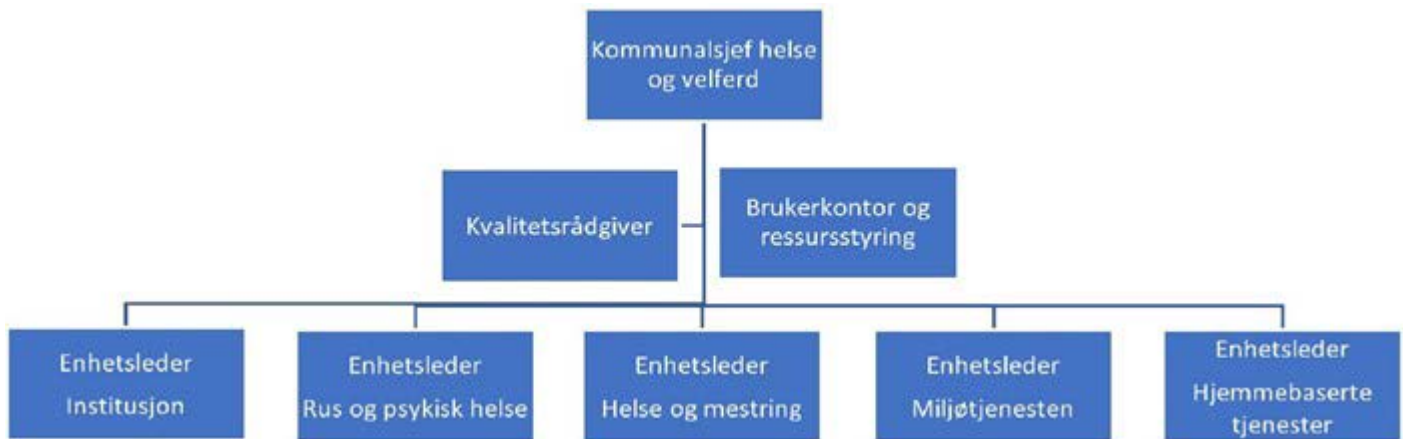 Kommunalsjef helse
og velferd
Kvalitetsrådgiver
Brukerkontor og
ressursstyring
Enhetsleder
Institusjon
Enhetsleder
Rus og psykisk helse
Enhetsleder
Helse og mestring
Enhetsleder
Miljøtjenesten
Enhetsleder
Hjemmebaserte
tjenester